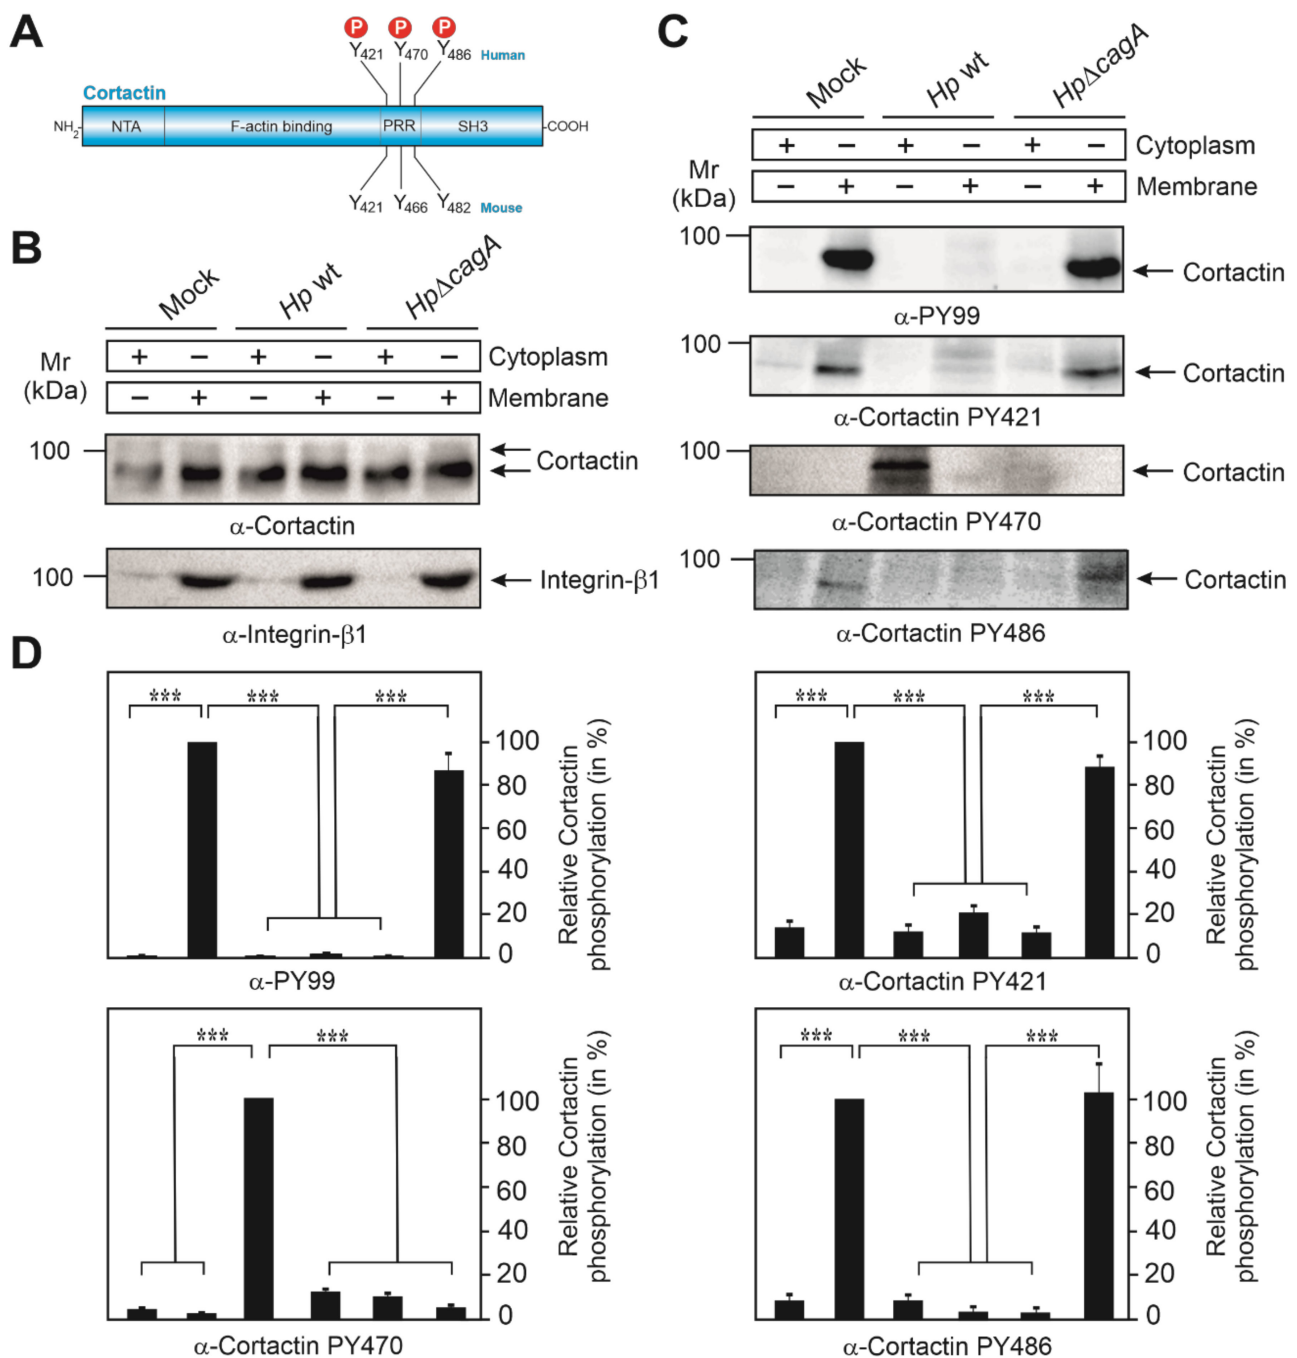 A
P P P
Y421 Y470 Y486 Human
Cortactin
NH2- NTA F-actin binding PRR SH3 -COOH
Y421 Y466 Y482 Mouse
B
Mock Hp wt HpΔcagA
Mr (kDa)
+ − + − + − Cytoplasm
− + − + − + Membrane
100 Cortactin
α-Cortactin
100 Integrin-β1
α-Integrin-β1
C
Mock Hp wt HpΔcagA
Mr (kDa)
+ − + − + − Cytoplasm
− + − + − + Membrane
100 Cortactin
α-PY99
100 Cortactin
α-Cortactin PY421
100 Cortactin
α-Cortactin PY470
100 Cortactin
α-Cortactin PY486
D
*** *** ***
100
80
60
40
20
0
Relative Cortactin
phosphorylation (in %)
α-PY99
*** *** ***
100
80
60
40
20
0
Relative Cortactin
phosphorylation (in %)
α-Cortactin PY421
*** ***
100
80
60
40
20
0
Relative Cortactin
phosphorylation (in %)
α-Cortactin PY470
*** *** ***
100
80
60
40
20
0
Relative Cortactin
phosphorylation (in %)
α-Cortactin PY486